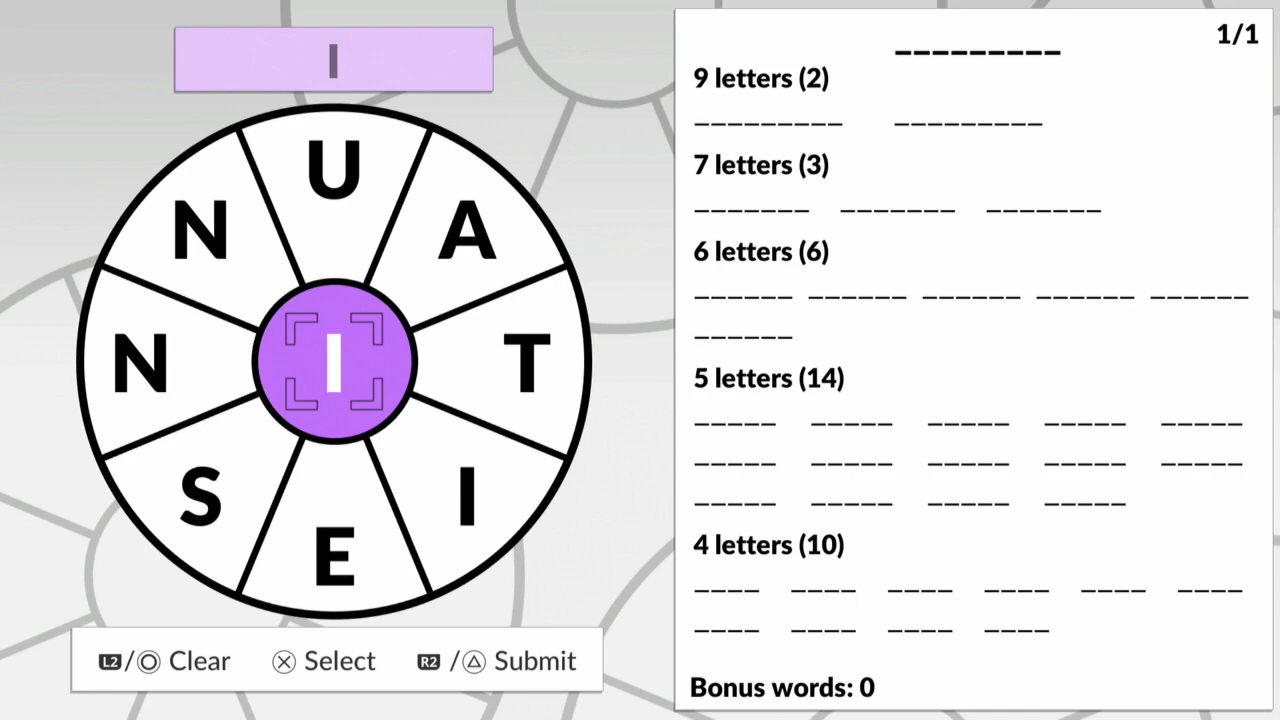 I
1/1
U
N
A
N
I
T
S
I
E
9 letters (2)
7 letters (3)
6 letters (6)
5 letters (14)
4 letters (10)
Bonus words: 0
L2/Clear Select R2/Submit